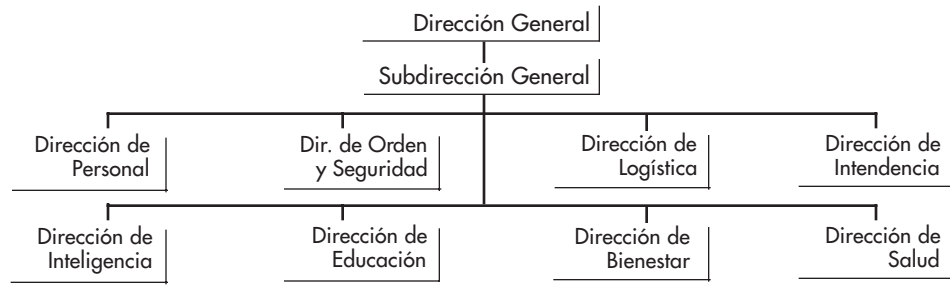 Dirección General
Subdirección General
Dirección de
Personal
Dir. de Orden
y Seguridad
Dirección de
Logística
Dirección de
Intendencia
Dirección de
Inteligencia
Dirección de
Educación
Dirección de
Bienestar
Dirección de
Salud